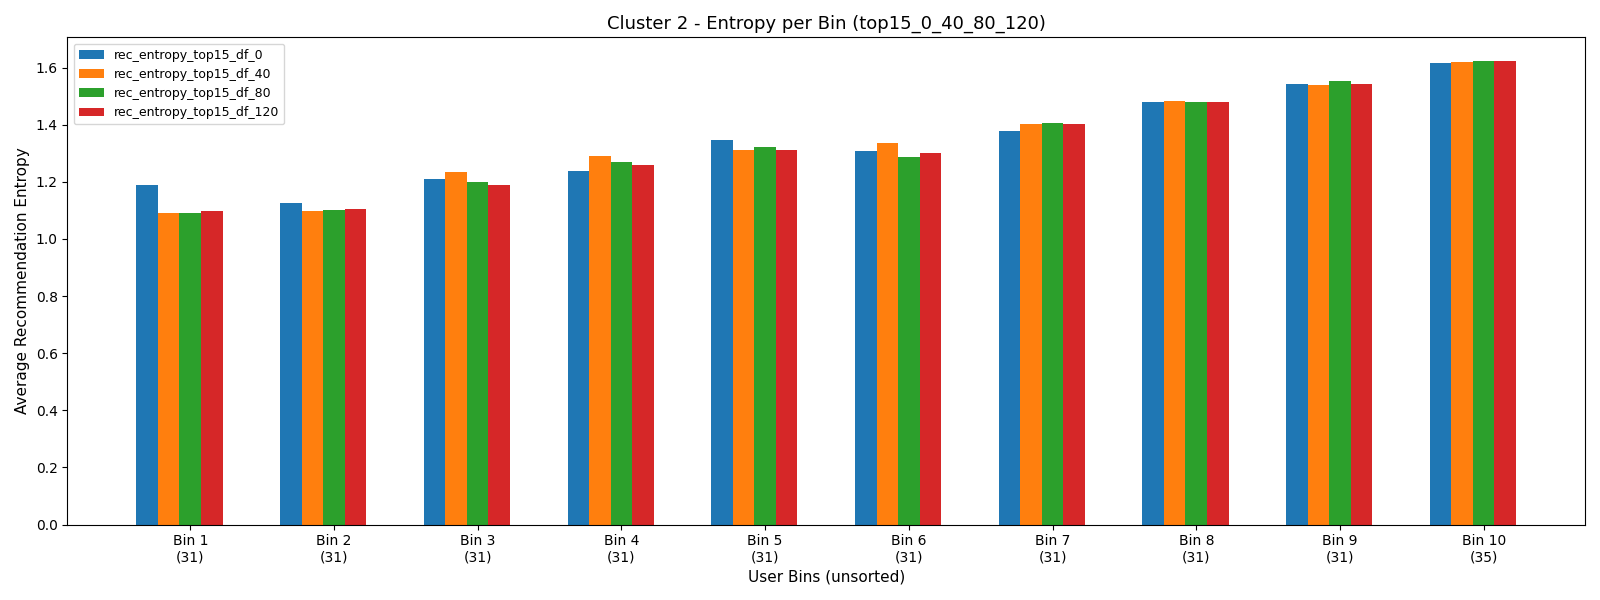 Cluster 2 - Entropy per Bin (top15_0_40_80_120)
rec_entropy_top15_df_0
rec_entropy_top15_df_40
rec_entropy_top15_df_80
rec_entropy_top15_df_120
Average Recommendation Entropy
1.6
1.4
1.2
1.0
0.8
0.6
0.4
0.2
0.0
Bin 1 Bin 2 Bin 3 Bin 4 Bin 5 Bin 6 Bin 7 Bin 8 Bin 9 Bin 10
(31) (31) (31) (31) (31) (31) (31) (31) (31) (35)
User Bins (unsorted)